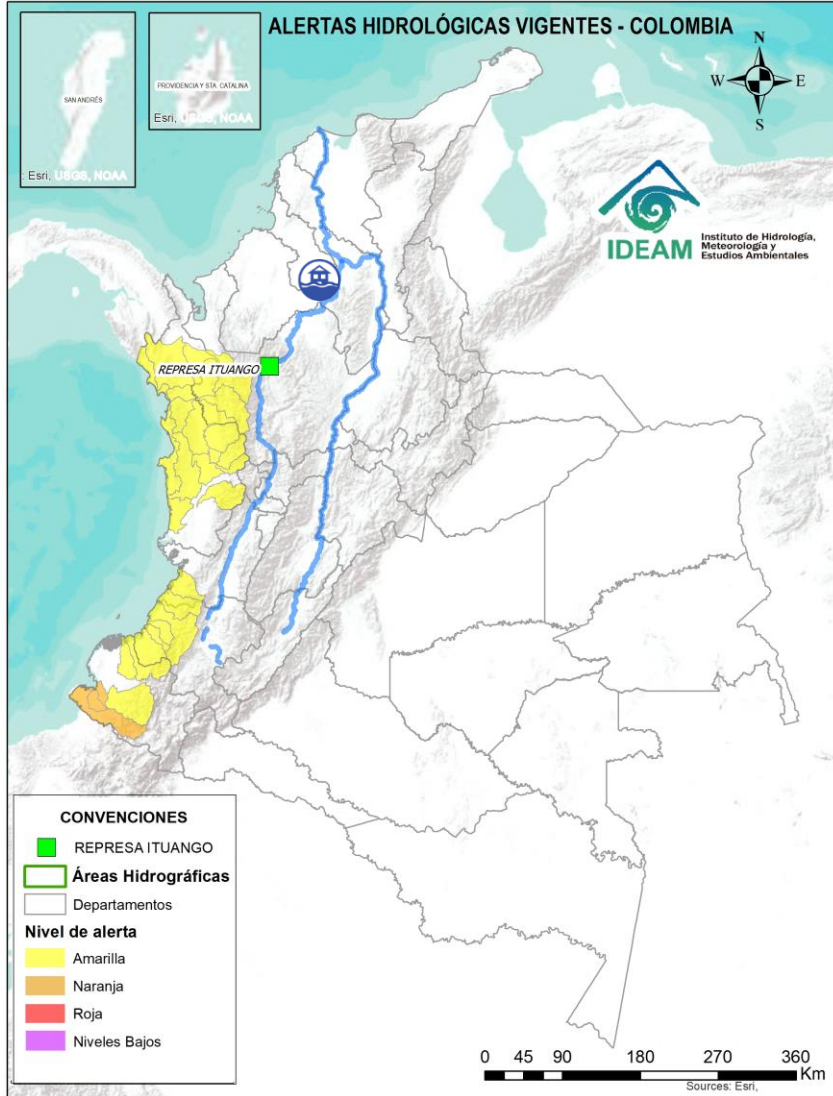 ALERTAS HIDROLÓGICAS VIGENTES - COLOMBIA
N
W
E
S
SAN ANDRÉS
: Esri, USGS, NOAA
PROVIDENCIA Y STA. CATALINA
Esri, USGS, NOAA
IDEAM
Instituto de Hidrología,
Meteorología y
Estudios Ambientales
REPRESA ITUANGO
CONVENCIONES
REPRESA ITUANGO
Áreas Hidrográficas
Departamentos
Nivel de alerta
Amarilla
Naranja
Roja
Niveles Bajos
0 45 90 180 270 360
Km
Sources: Esri,